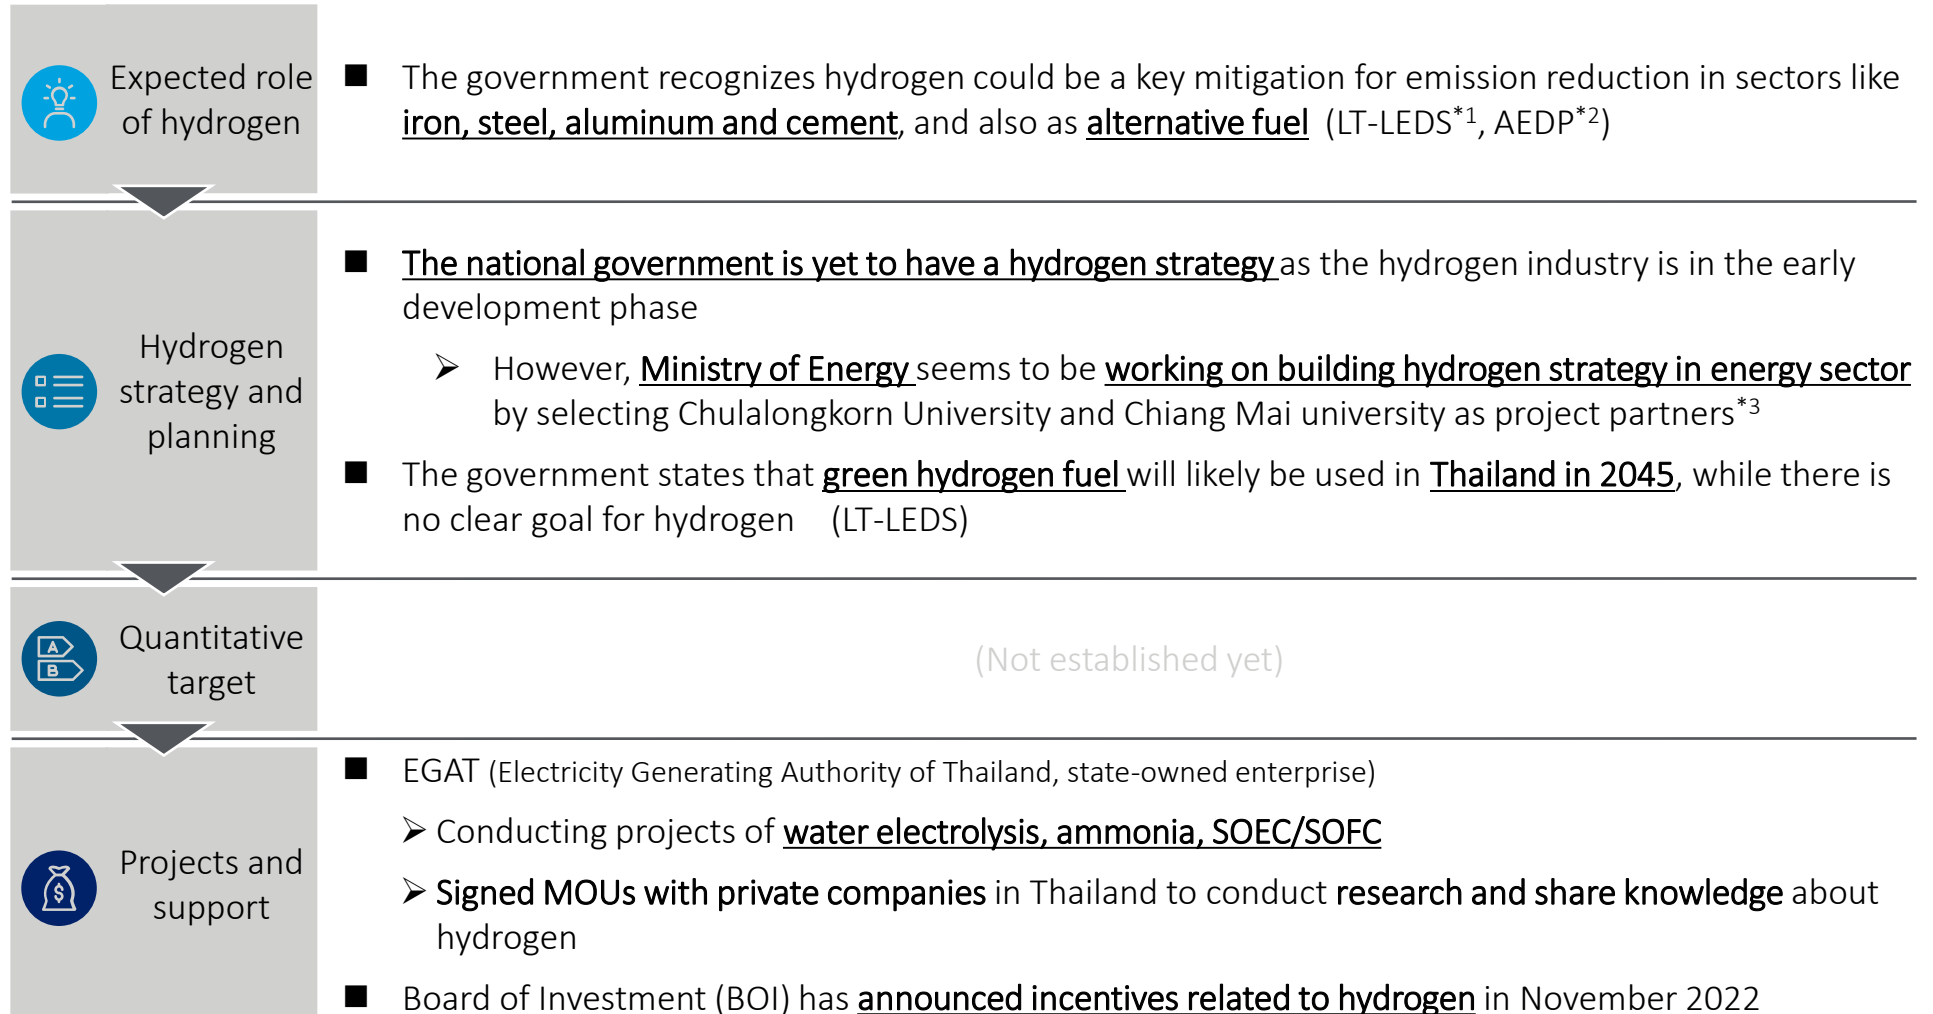 Expected role
of hydrogen
■ The government recognizes hydrogen could be a key mitigation for emission reduction in sectors like
iron, steel, aluminum and cement, and also as alternative fuel (LT-LEDS*1, AEDP*2)
Hydrogen
strategy and
planning
■ The national government is yet to have a hydrogen strategy as the hydrogen industry is in the early
development phase
➢ However, Ministry of Energy seems to be working on building hydrogen strategy in energy sector
by selecting Chulalongkorn University and Chiang Mai university as project partners*3
■ The government states that green hydrogen fuel will likely be used in Thailand in 2045, while there is
no clear goal for hydrogen (LT-LEDS)
A
B
Quantitative
target
(Not established yet)
$
Projects and
support
■ EGAT (Electricity Generating Authority of Thailand, state-owned enterprise)
➢ Conducting projects of water electrolysis, ammonia, SOEC/SOFC
➢ Signed MOUs with private companies in Thailand to conduct research and share knowledge about
hydrogen
■ Board of Investment (BOI) has announced incentives related to hydrogen in November 2022